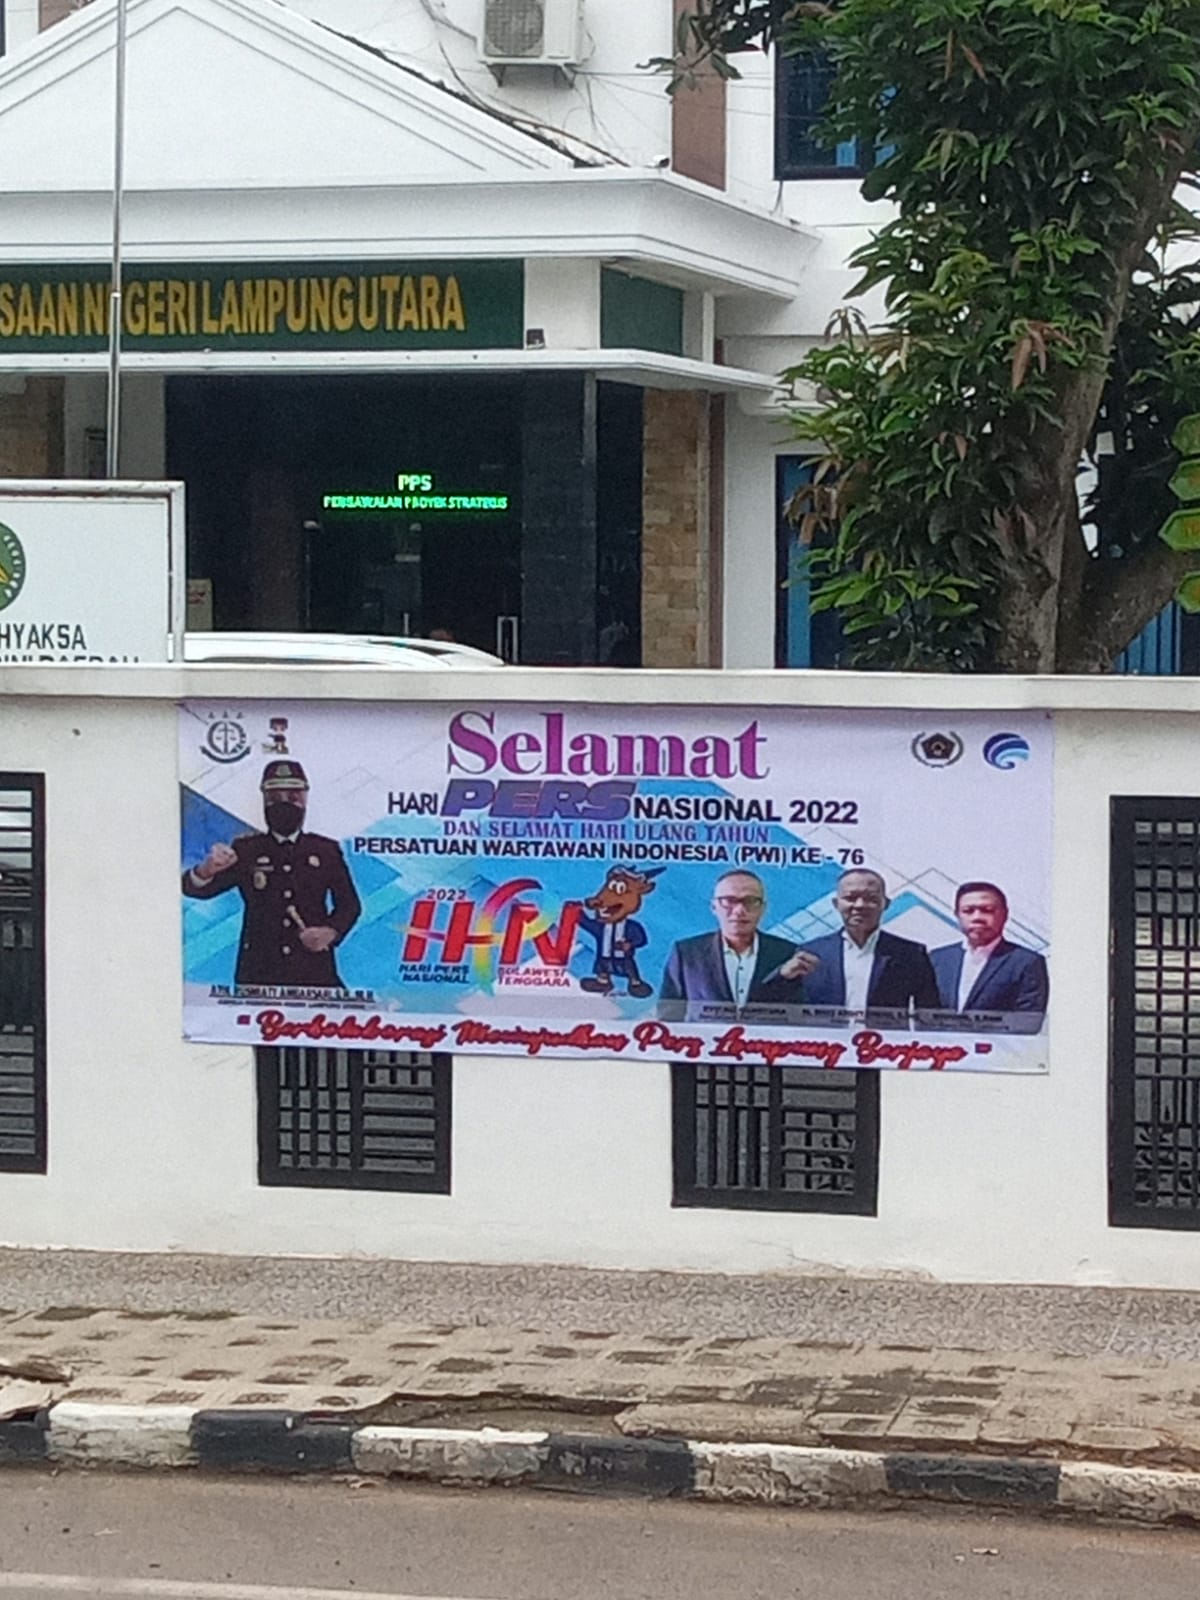 SAAN NEGERI LAMPUNG UTARA
PPS
PENGAWALAN PROYEK STRATEGIS
HYAKSA
Selamat
HARI PERS NASIONAL 2022
DAN SELAMAT HARI ULANG TAHUN
PERSATUAN WARTAWAN INDONESIA (PWI) KE - 76
2022
HPN
HARI PERS
NASIONAL
SULAWESI
TENGGARA
" Berkolaborasi Mewujudkan Pers Lampung Berjaya "